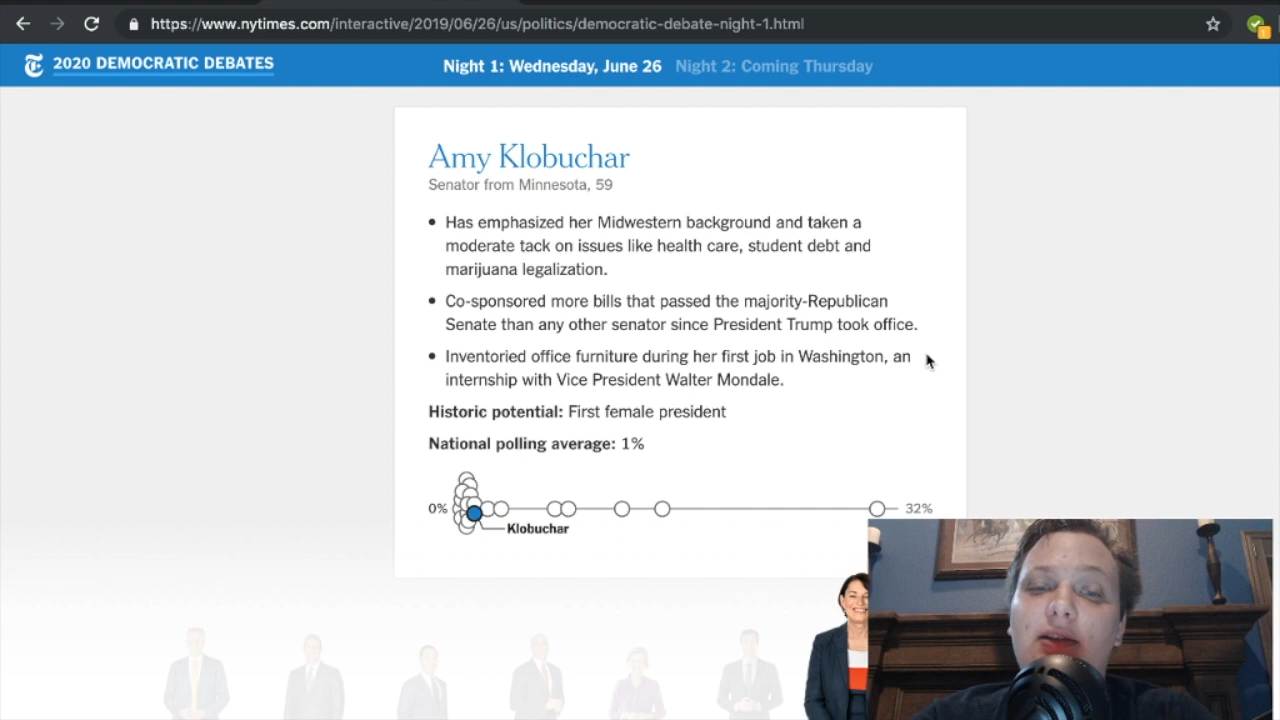 https://www.nytimes.com/interactive/2019/06/26/us/politics/democratic-debate-night-1.html
2020 DEMOCRATIC DEBATES
Night 1: Wednesday, June 26 Night 2: Coming Thursday
Amy Klobuchar
Senator from Minnesota, 59
• Has emphasized her Midwestern background and taken a
moderate tack on issues like health care, student debt and
marijuana legalization.
• Co-sponsored more bills that passed the majority-Republican
Senate than any other senator since President Trump took office.
• Inventoried office furniture during her first job in Washington, an
internship with Vice President Walter Mondale.
Historic potential: First female president
National polling average: 1%
0% 32%
Klobuchar